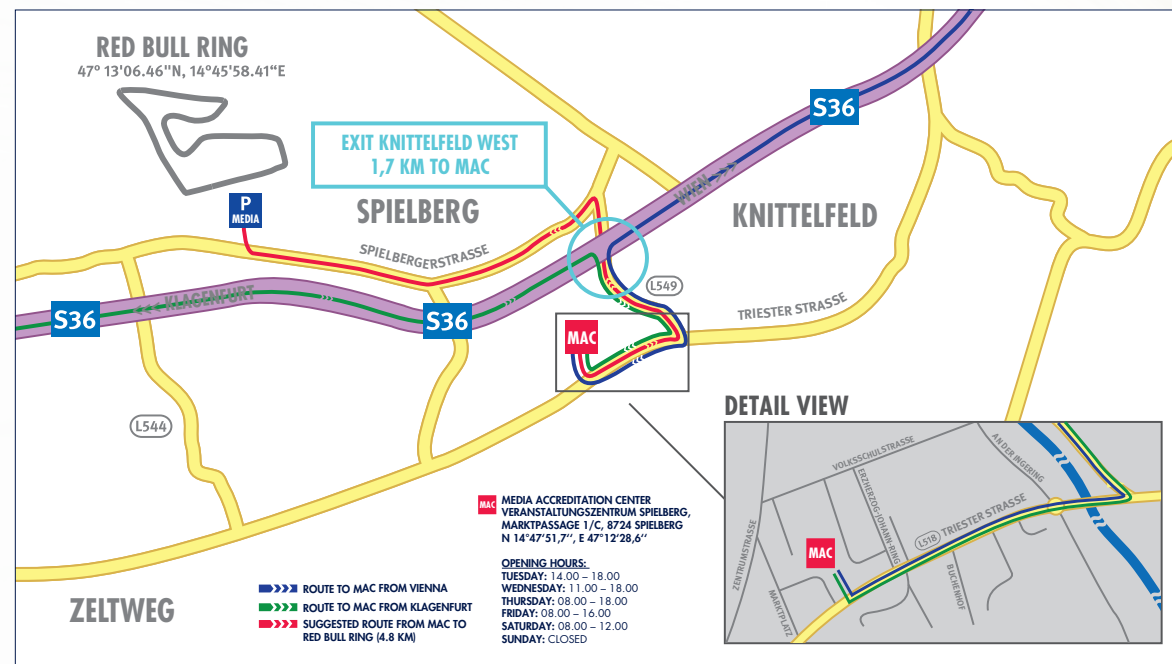 RED BULL RING
47° 13'06.46"N, 14°45'58.41“E
EXIT KNITTELFELD WEST
1,7 KM TO MAC
S36
WIEN >>>
P
MEDIA
SPIELBERG
KNITTELFELD
SPIELBERGERSTRASSE
L549
<<< KLAGENFURT
S36
S36
TRIESTER STRASSE
MAC
L544
DETAIL VIEW
VOLKSSCHULSTRASSE
AN DER INGERING
ERZHERZOG-JOHANN-RING
L518 TRIESTER STRASSE
ZENTRUMSTRASSE
MAC
BUCHENHOF
MARKTPLATZ
MAC MEDIA ACCREDITATION CENTER
VERANSTALTUNGSZENTRUM SPIELBERG,
MARKTPASSAGE 1/C, 8724 SPIELBERG
N 14°47’51,7’’, E 47°12’28,6’’
OPENING HOURS:
TUESDAY: 14.00 – 18.00
WEDNESDAY: 11.00 – 18.00
THURSDAY: 08.00 – 18.00
FRIDAY: 08.00 – 16.00
SATURDAY: 08.00 – 12.00
SUNDAY: CLOSED
ZELTWEG
ROUTE TO MAC FROM VIENNA
ROUTE TO MAC FROM KLAGENFURT
SUGGESTED ROUTE FROM MAC TO
RED BULL RING (4.8 KM)